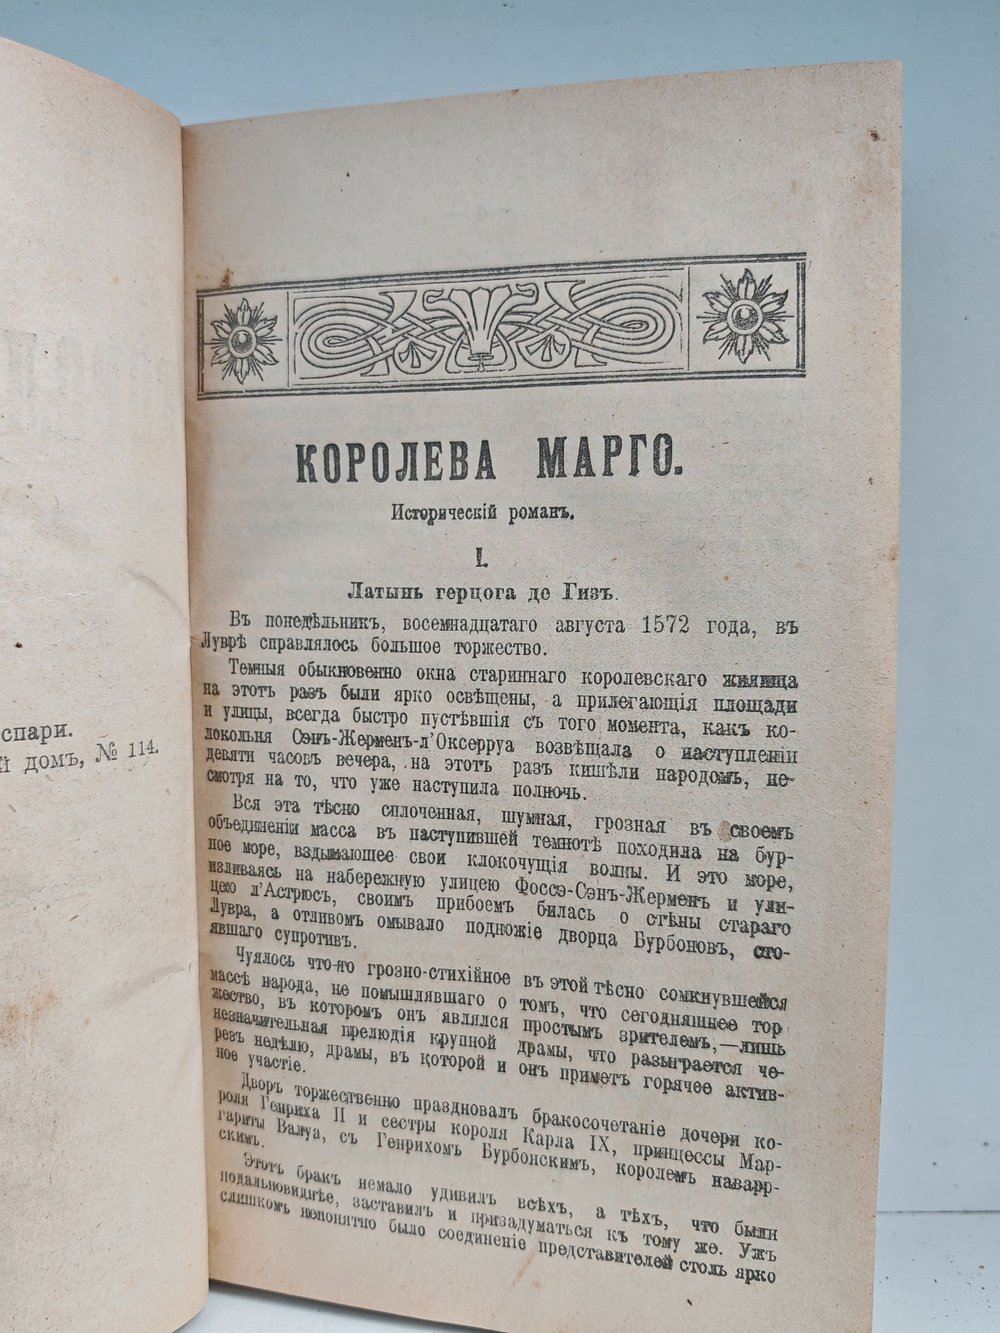 спари.
й домъ, № 114.
КОРОЛЕВА МАРГО.
Историческій романъ.
I.
Латынь герцога де Гизъ.
Въ понедѣльникъ, восемнадцатаго августа 1572 года, въ
Луврѣ справлялось большое торжество.
Темныя обыкновенно окна стариннаго королевскаго жилища
на этотъ разъ были ярко освѣщены, а прилегающія площади
и улицы, всегда быстро пустѣвшія съ того момента, какъ ко-
локольня Сэнъ-Жерменъ-л'Оксерруа возвѣщала о наступленіи
девяти часовъ вечера, на этотъ разъ кишѣли народомъ, не-
смотря на то, что уже наступила полночь.
Вся эта тѣсно сплоченная, шумная, грозная въ своемъ
объединеніи масса въ наступившей темнотѣ походила на бур-
ное море, вздымающее свои клокочущія волны. И это море,
изливаясь на набережную улицею Фоссэ-Сэнъ-Жерменъ и ули-
цею л'Астрюсъ, своимъ прибоемъ билась о стѣны стараго
Лувра, а отливомъ омывало подножіе дворца Бурбоновъ, сто-
явшаго супротивъ.
Чуялось что-то грозно-стихійное въ этой тѣсно сомкнувшейся
массѣ народа, не помышлявшаго о томъ, что сегодняшнее тор
жество, въ которомъ онъ являлся простымъ зрителемъ,—лишь
незначительная прелюдія крупной драмы, что разыграется че-
резъ недѣлю, драмы, въ которой и онъ приметъ горячее актив-
ное участіе.
Дворъ торжественно праздновалъ бракосочетаніе дочери ко-
роля Генриха II и сестры короля Карла IX, принцессы Мар-
гариты Валуа, съ Генрихомъ Бурбонскимъ, королемъ наварр-
скимъ.
Этотъ бракъ немало удивилъ всѣхъ, а тѣхъ, что были
подальновиднѣе, заставилъ и призадуматься къ тому же. Ужъ
слишкомъ непонятно было соединеніе представителей столь ярко